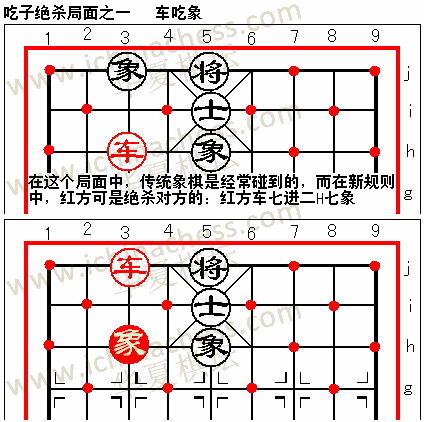 吃子绝杀局面之一 车吃象
1 2 3 4 5 6 7 8 9
象 将 j
士 i
车 象 h
在这个局面中，传统象棋是经常碰到的，而在新规则
中，红方可是绝杀对方的：红方车七进二H七象
g
1 2 3 4 5 6 7 8 9
车 将 j
士 i
象 象 h
g